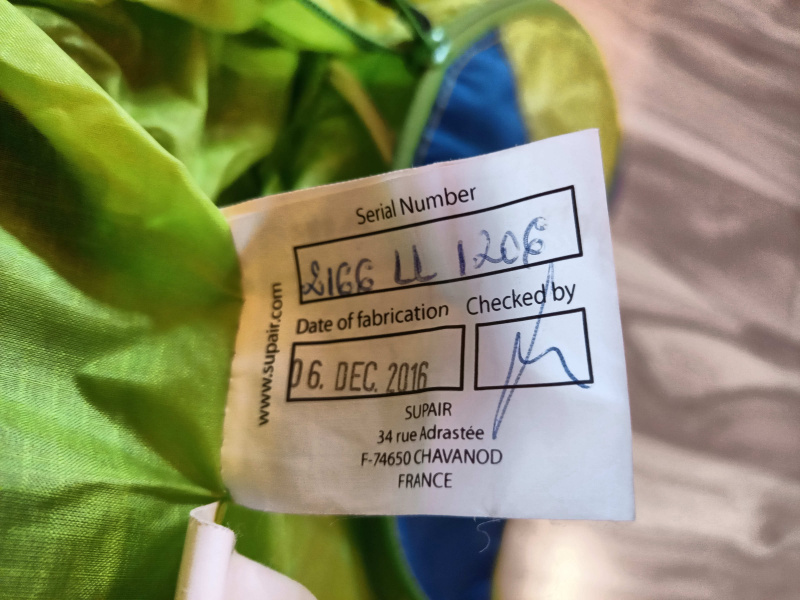 Serial Number
2166 LL 1206
Date of fabrication
Checked by
06. DEC. 2016
SUPAIR
34 rue Adrastée
F-74650 CHAVANOD
FRANCE
www.supair.com